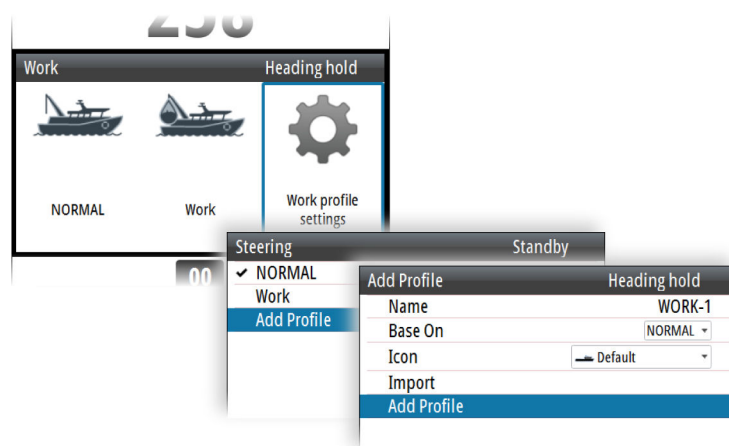 Work Heading hold
NORMAL Work Work profile
settings
00
Steering Standby
✔ NORMAL
Work
Add Profile
Add Profile Heading hold
Name WORK-1
Base On NORMAL
Icon Default
Import
Add Profile